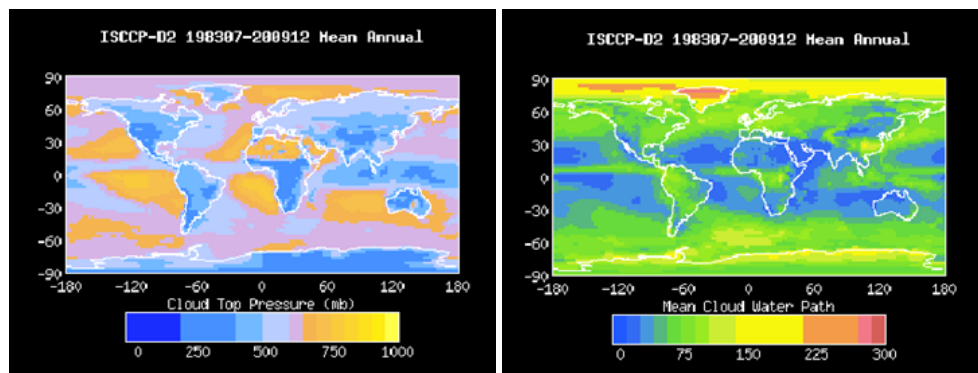 ISCCP-D2 198307-200912 Mean Annual
90
60
30
0
-30
-60
-90
-180 -120 -60 0 60 120 180
Cloud Top Pressure (mb)
0 250 500 750 1000
ISCCP-D2 198307-200912 Mean Annual
90
60
30
0
-30
-60
-90
-180 -120 -60 0 60 120 180
Mean Cloud Water Path
0 75 150 225 300